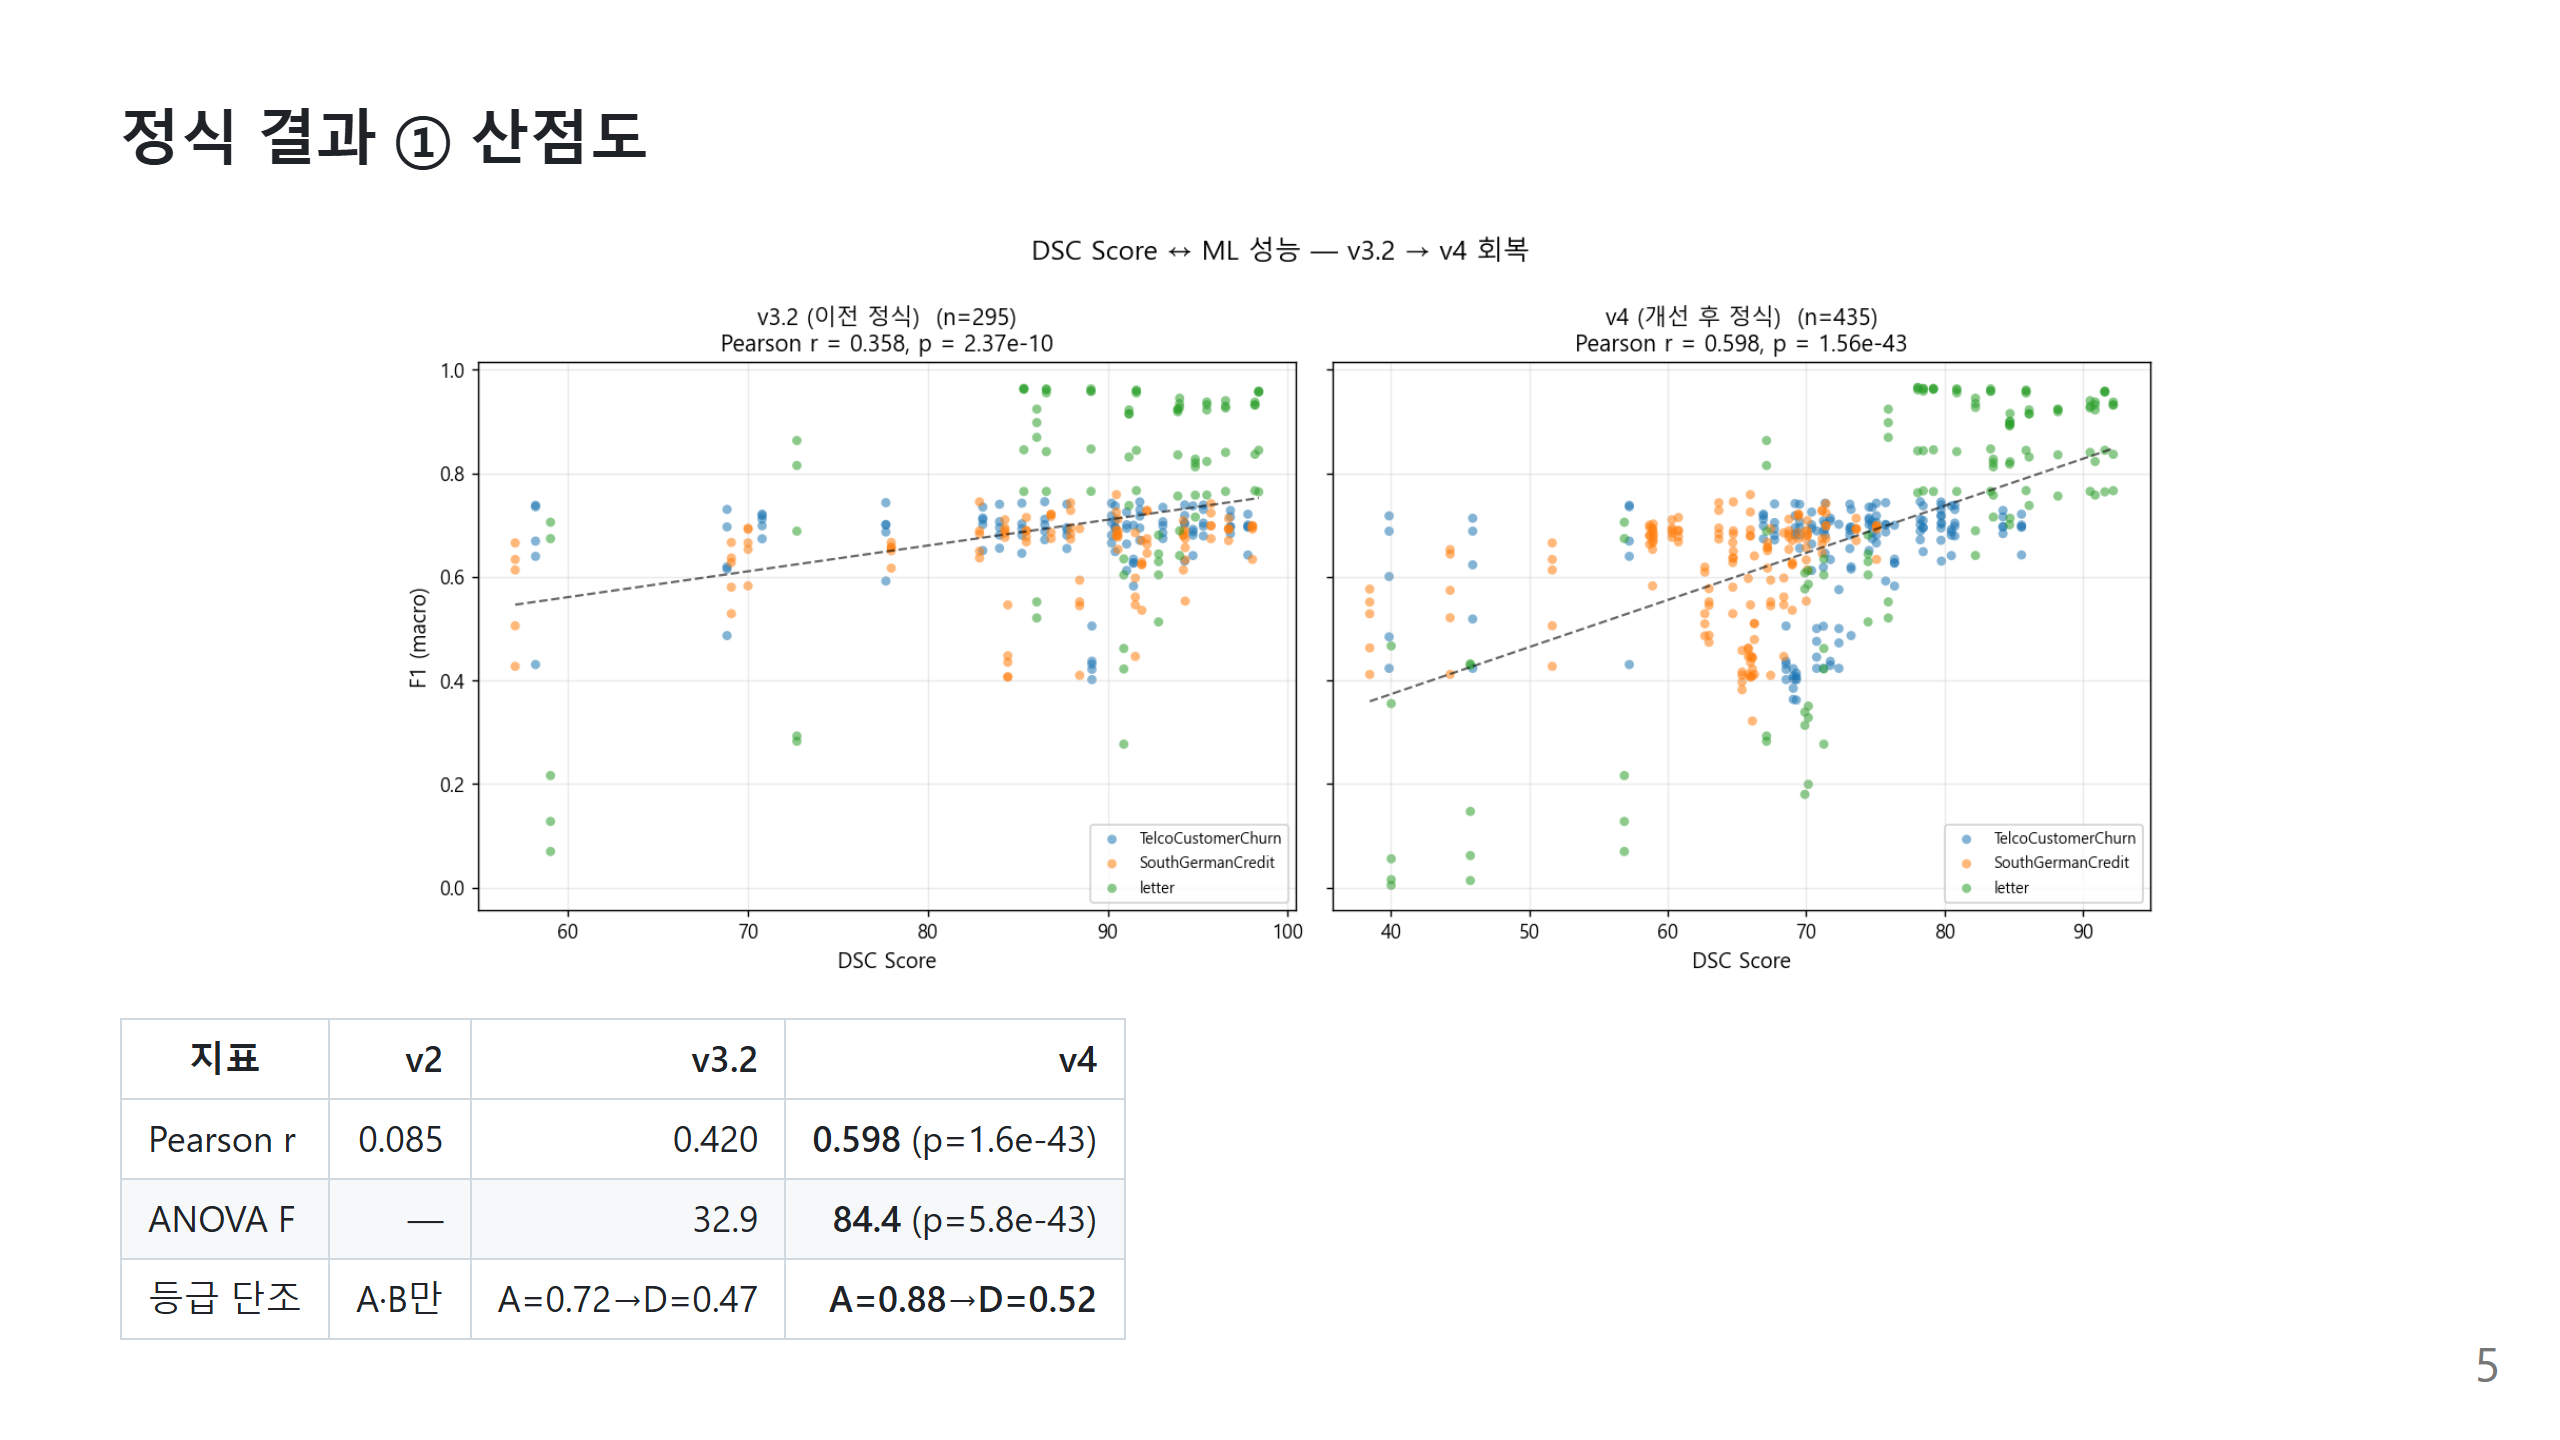 정식 결과 ① 산점도
DSC Score ↔ ML 성능 — v3.2 → v4 회복
v3.2 (이전 정식)  (n=295)
Pearson r = 0.358, p = 2.37e-10
v4 (개선 후 정식)  (n=435)
Pearson r = 0.598, p = 1.56e-43
F1 (macro)
1.0
0.8
0.6
0.4
0.2
0.0
TelcoCustomerChurn
SouthGermanCredit
letter
60 70 80 90 100
DSC Score
TelcoCustomerChurn
SouthGermanCredit
letter
40 50 60 70 80 90
DSC Score
지표 v2 v3.2 v4
Pearson r 0.085 0.420 0.598 (p=1.6e-43)
ANOVA F — 32.9 84.4 (p=5.8e-43)
등급 단조 A·B만 A=0.72→D=0.47 A=0.88→D=0.52
5